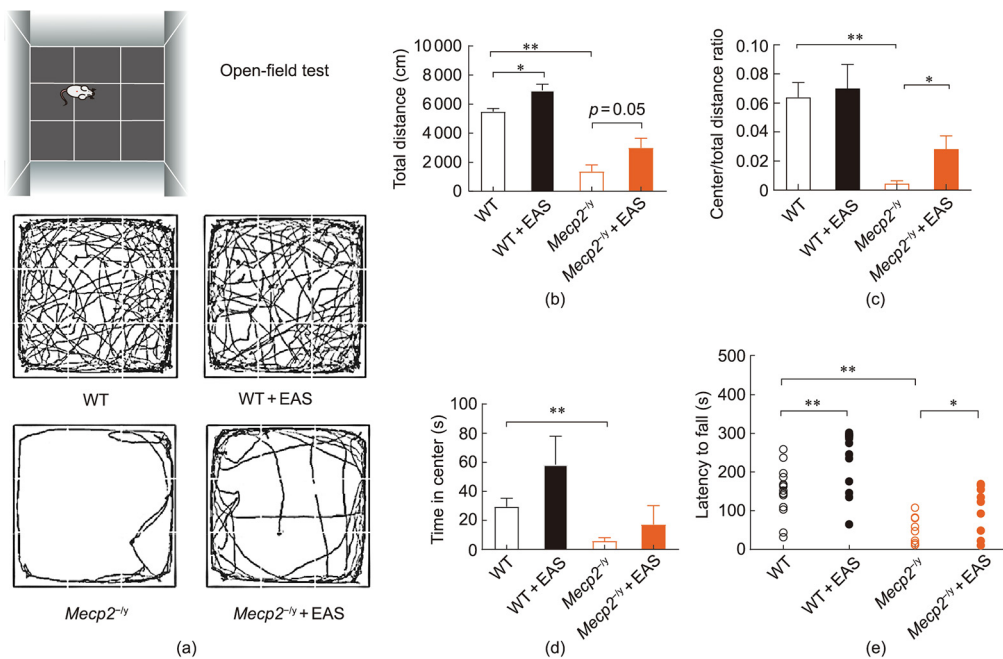 Open-field test
WT
WT + EAS
Mecp2⁻/ʸ
Mecp2⁻/ʸ + EAS
(a)
Total distance (cm)
10 000
8 000
6 000
4 000
2 000
0
**
*
p = 0.05
WT
WT + EAS
Mecp2⁻/ʸ
Mecp2⁻/ʸ + EAS
(b)
Center/total distance ratio
0.10
0.08
0.06
0.04
0.02
0
**
*
WT
WT + EAS
Mecp2⁻/ʸ
Mecp2⁻/ʸ + EAS
(c)
Time in center (s)
100
80
60
40
20
0
**
WT
WT + EAS
Mecp2⁻/ʸ
Mecp2⁻/ʸ + EAS
(d)
Latency to fall (s)
500
400
300
200
100
0
**
**
*
WT
WT + EAS
Mecp2⁻/ʸ
Mecp2⁻/ʸ + EAS
(e)